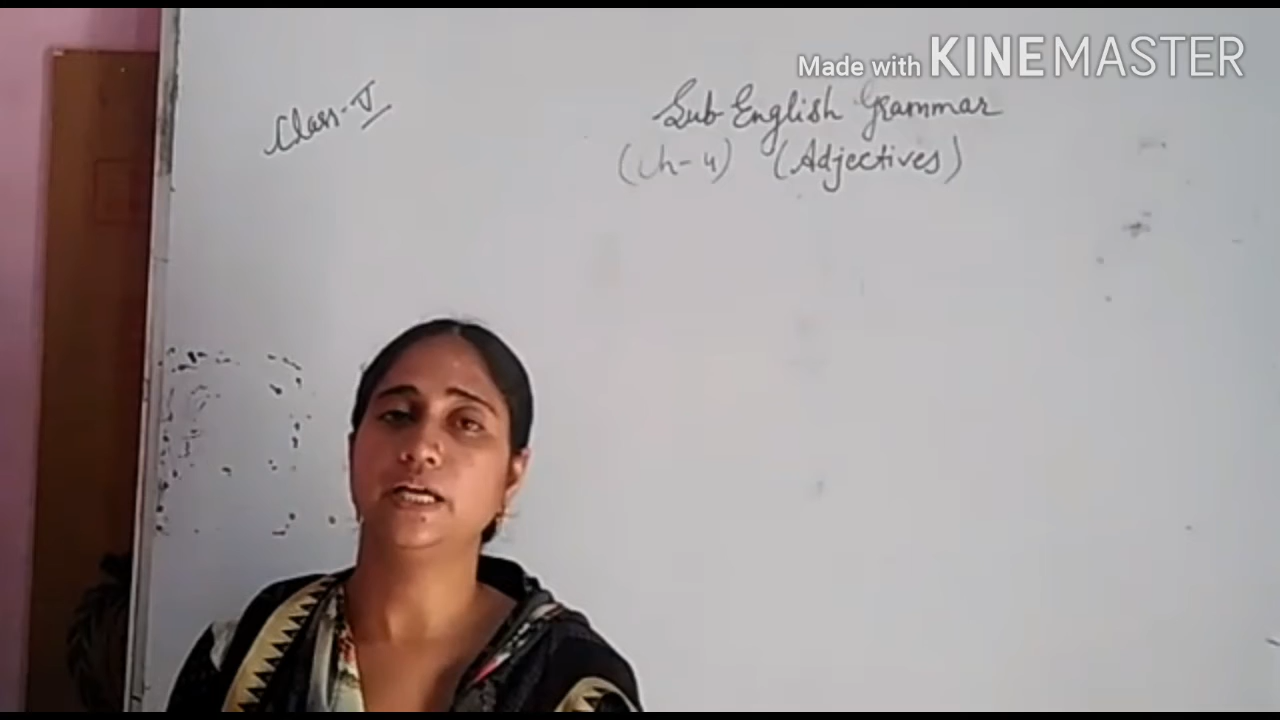 Made with KINEMASTER
Class-V
Sub English Grammar
(Ch-4) (Adjectives)